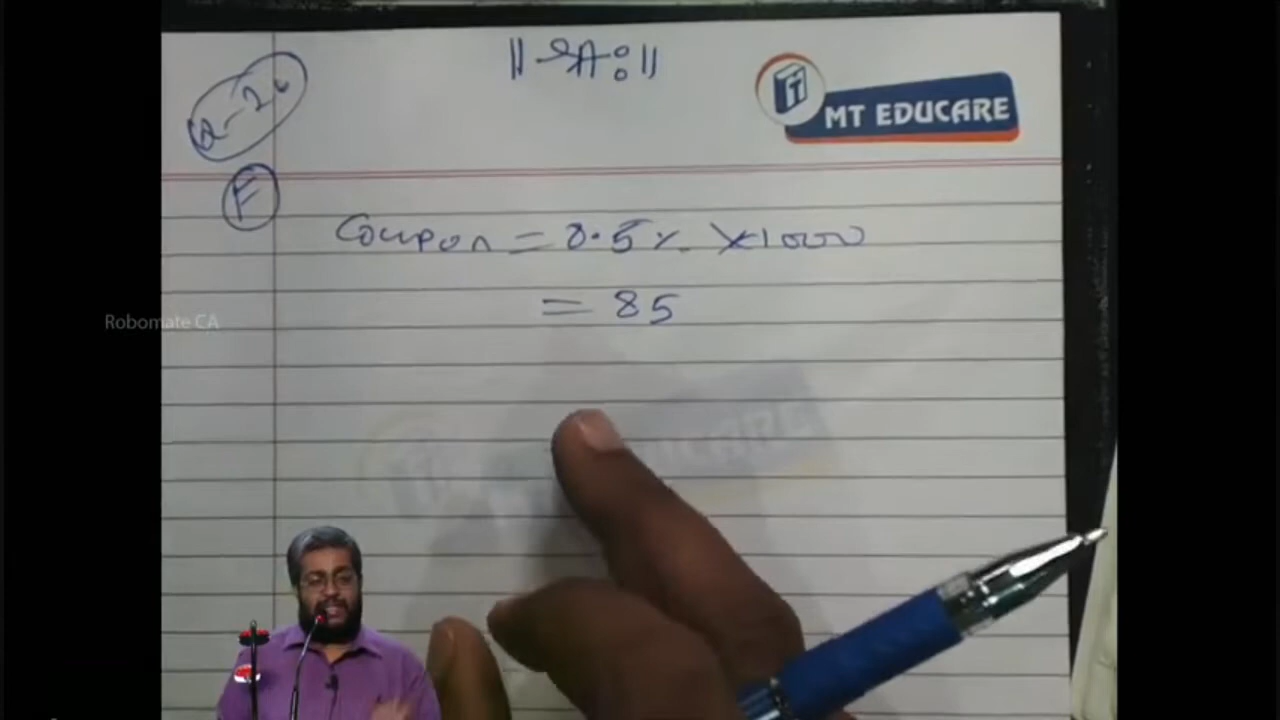 || श्रीः ||
MT EDUCARE
Q-26
F
Coupon = 8.5% × 1000
= 85
Robomate CA